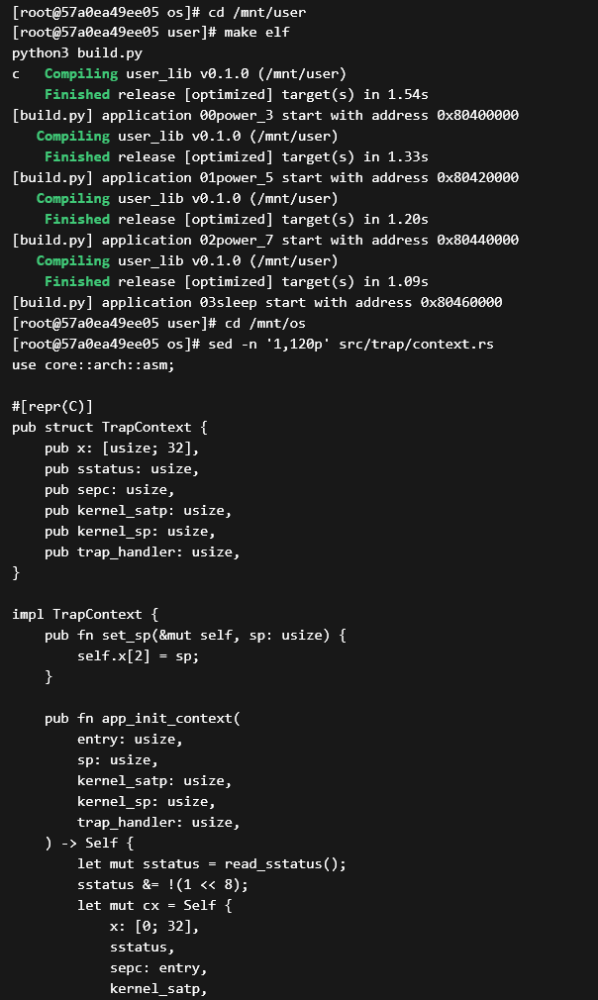 [root@57a0ea49ee05 os]# cd /mnt/user
[root@57a0ea49ee05 user]# make elf
python3 build.py
c   Compiling user_lib v0.1.0 (/mnt/user)
    Finished release [optimized] target(s) in 1.54s
[build.py] application 00power_3 start with address 0x80400000
   Compiling user_lib v0.1.0 (/mnt/user)
    Finished release [optimized] target(s) in 1.33s
[build.py] application 01power_5 start with address 0x80420000
   Compiling user_lib v0.1.0 (/mnt/user)
    Finished release [optimized] target(s) in 1.20s
[build.py] application 02power_7 start with address 0x80440000
   Compiling user_lib v0.1.0 (/mnt/user)
    Finished release [optimized] target(s) in 1.09s
[build.py] application 03sleep start with address 0x80460000
[root@57a0ea49ee05 user]# cd /mnt/os
[root@57a0ea49ee05 os]# sed -n '1,120p' src/trap/context.rs
use core::arch::asm;

#[repr(C)]
pub struct TrapContext {
    pub x: [usize; 32],
    pub sstatus: usize,
    pub sepc: usize,
    pub kernel_satp: usize,
    pub kernel_sp: usize,
    pub trap_handler: usize,
}

impl TrapContext {
    pub fn set_sp(&mut self, sp: usize) {
        self.x[2] = sp;
    }

    pub fn app_init_context(
        entry: usize,
        sp: usize,
        kernel_satp: usize,
        kernel_sp: usize,
        trap_handler: usize,
    ) -> Self {
        let mut sstatus = read_sstatus();
        sstatus &= !(1 << 8);
        let mut cx = Self {
            x: [0; 32],
            sstatus,
            sepc: entry,
            kernel_satp,